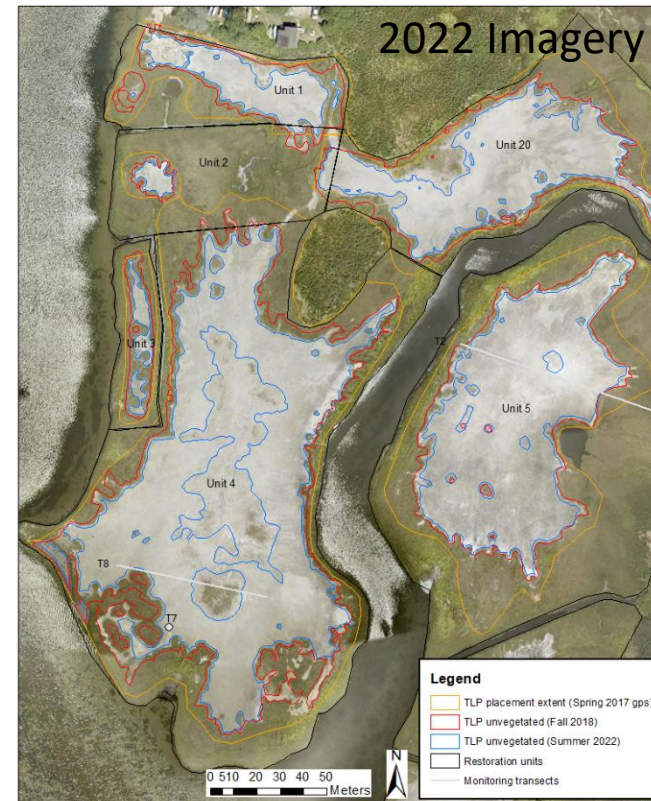 2022 Imagery
Unit 1
Unit 20
Unit 2
Unit 3
T2
Unit 5
Unit 4
T8
T7
Legend
TLP placement extent (Spring 2017 gps)
TLP unvegetated (Fall 2018)
TLP unvegetated (Summer 2022)
Restoration units
Monitoring transects
N
0 510 20 30 40 50
Meters